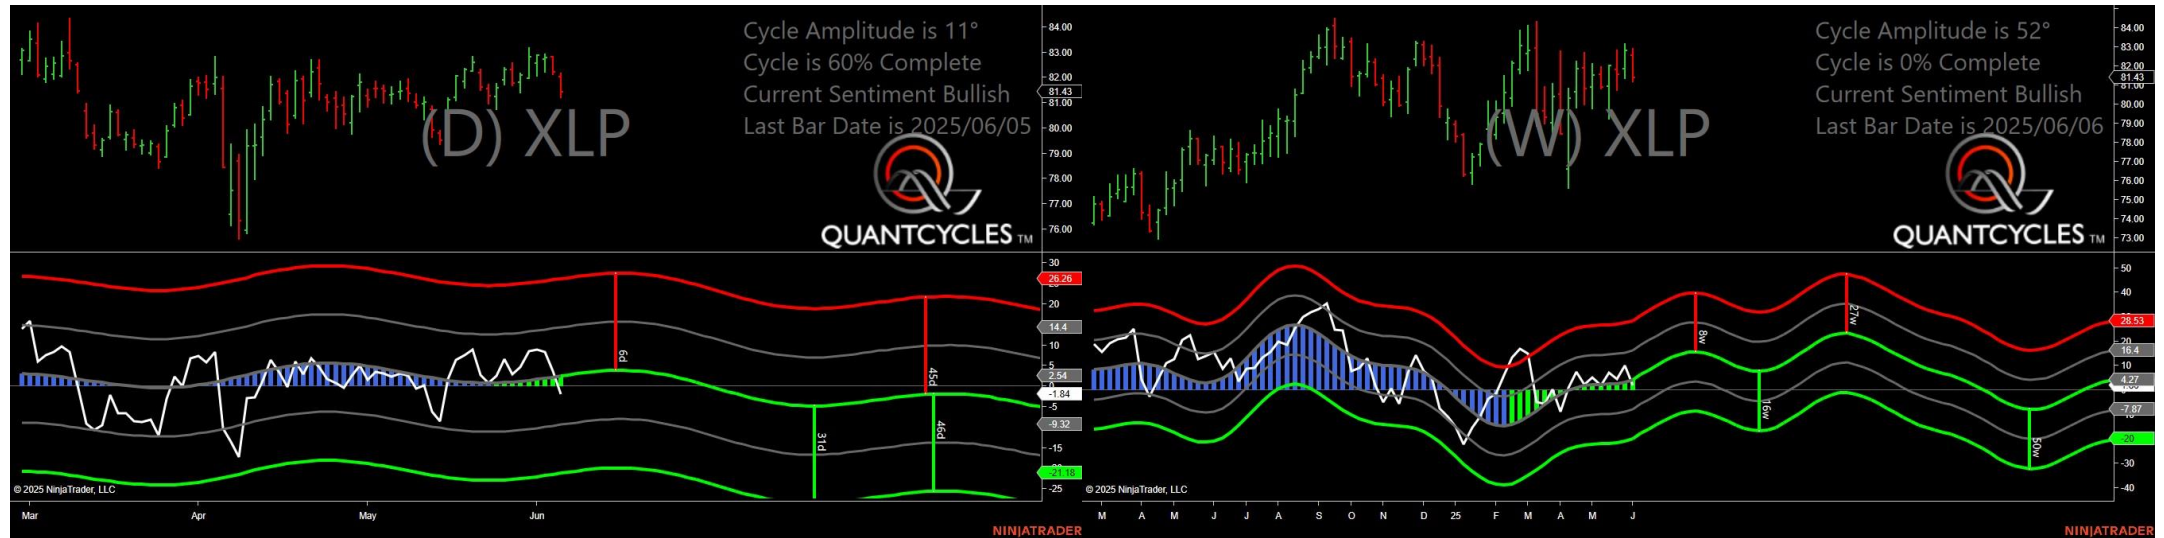 Cycle Amplitude is 11°
Cycle is 60% Complete
Current Sentiment Bullish
Last Bar Date is 2025/06/05
(D) XLP
QUANTCYCLES TM
84.00
83.00
82.00
81.43
81.00
80.00
79.00
78.00
77.00
76.00
30
26.26
20
14.4
10
5
2.54
0
-1.84
-5
-9.32
-15
-21.18
-25
6d
31d
45d
46d
© 2025 NinjaTrader, LLC
Mar Apr May Jun
NINJATRADER
Cycle Amplitude is 52°
Cycle is 0% Complete
Current Sentiment Bullish
Last Bar Date is 2025/06/06
(W) XLP
QUANTCYCLES TM
84.00
83.00
82.00
81.43
81.00
80.00
79.00
78.00
77.00
76.00
75.00
74.00
73.00
50
40
28.53
20
16.4
10
4.27
-7.87
-20
-30
-40
8w
16w
27w
50w
© 2025 NinjaTrader, LLC
M A M J J A S O N D 25 F M A M J
NINJATRADER